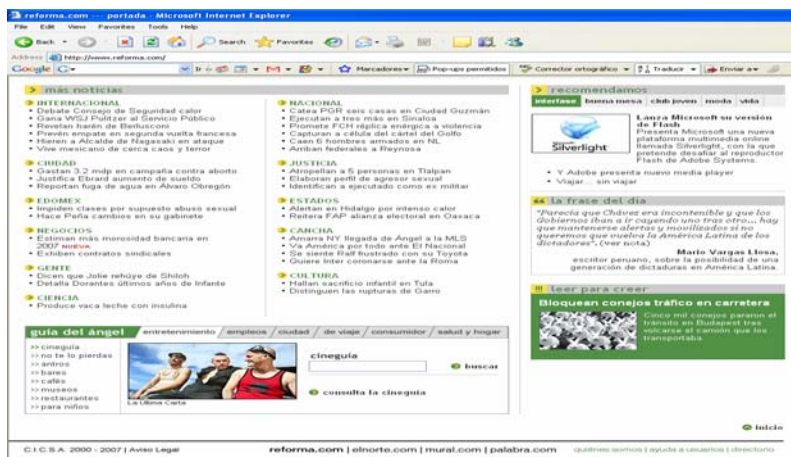 reforma.com --- portada - Microsoft Internet Explorer
File Edit View Favorites Tools Help
Back Search Favorites
Address http://www.reforma.com/
Google Ir Marcadores Pop-ups permitidos Corrector ortográfico Traducir Enviar a
más noticias
INTERNACIONAL
Debate Consejo de Seguridad calor
Gana WSJ Pulitzer al Servicio Público
Revelan harén de Berlusconi
Prevén empate en segunda vuelta francesa
Hieren a Alcalde de Nagasaki en ataque
Vive mexicano de cerca caos y terror
CIUDAD
Gastan 3.2 mdp en campaña contra aborto
Justifica Ebrard aumento de sueldo
Reportan fuga de agua en Álvaro Obregón
EDOMEX
Impiden clases por supuesto abuso sexual
Hace Peña cambios en su gabinete
NEGOCIOS
Estiman más morosidad bancaria en
2007 NUEVA
Exhiben contratos sindicales
GENTE
Dicen que Jolie rehúye de Shiloh
Detalla Dorantes últimos años de Infante
CIENCIA
Produce vaca leche con insulina
NACIONAL
Catea PGR seis casas en Ciudad Guzmán
Ejecutan a tres más en Sinaloa
Promete FCH réplica enérgica a violencia
Capturan a célula del cártel del Golfo
Caen 6 hombres armados en NL
Arriban federales a Reynosa
JUSTICIA
Atropellan a 5 personas en Tlalpan
Elaboran perfil de agresor sexual
Identifican a ejecutado como ex militar
ESTADOS
Alertan en Hidalgo por intenso calor
Reitera FAP alianza electoral en Oaxaca
CANCHA
Amarra NY llegada de Ángel a la MLS
Va América por todo ante El Nacional
Se siente Ralf frustrado con su Toyota
Quiere Inter coronarse ante la Roma
CULTURA
Hallan sacrificio infantil en Tula
Distinguen las rupturas de Garro
recomendamos
interfase buena mesa club joven moda vida
Microsoft
Silverlight
Lanza Microsoft su versión
de Flash
Presenta Microsoft una nueva
plataforma multimedia online
llamada Silverlight, con la que
pretende desafiar al reproductor
Flash de Adobe Systems.
Y Adobe presenta nuevo media player
Viajar... sin viajar
la frase del día
"Parecía que Chávez era incontenible y que los
Gobiernos iban a ir cayendo uno tras otro... hay
que mantenerse alertas y movilizados si no
queremos que vuelva la América Latina de los
dictadores". (ver nota)
Mario Vargas Llosa,
escritor peruano, sobre la posibilidad de una
generación de dictaduras en América Latina.
!!! leer para creer
Bloquean conejos tráfico en carretera
Cinco mil conejos pararon el
tránsito en Budapest tras
volcarse el camión que los
transportaba.
guía del ángel entretenimiento / empleos / ciudad / de viaje / consumidor / salud y hogar
>> cineguía
>> no te lo pierdas
>> antros
>> bares
>> cafés
>> museos
>> restaurantes
>> para niños
La Última Carta
cineguía
buscar
consulta la cineguía
inicio
C.I.C.S.A. 2000 - 2007 | Aviso Legal reforma.com | elnorte.com | mural.com | palabra.com quiénes somos | ayuda a usuarios | directorio